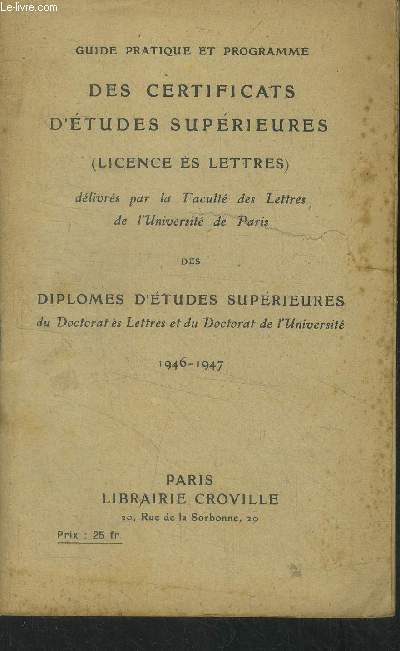 Le-livre.com
GUIDE PRATIQUE ET PROGRAMME
DES CERTIFICATS
D'ÉTUDES SUPÉRIEURES
(LICENCE ÈS LETTRES)
délivrés par la Faculté des Lettres
de l'Université de Paris
DES
DIPLOMES D'ÉTUDES SUPÉRIEURES
du Doctorat ès Lettres et du Doctorat de l'Université
1946-1947
PARIS
LIBRAIRIE CROVILLE
20, Rue de la Sorbonne, 20
Prix : 25 fr.